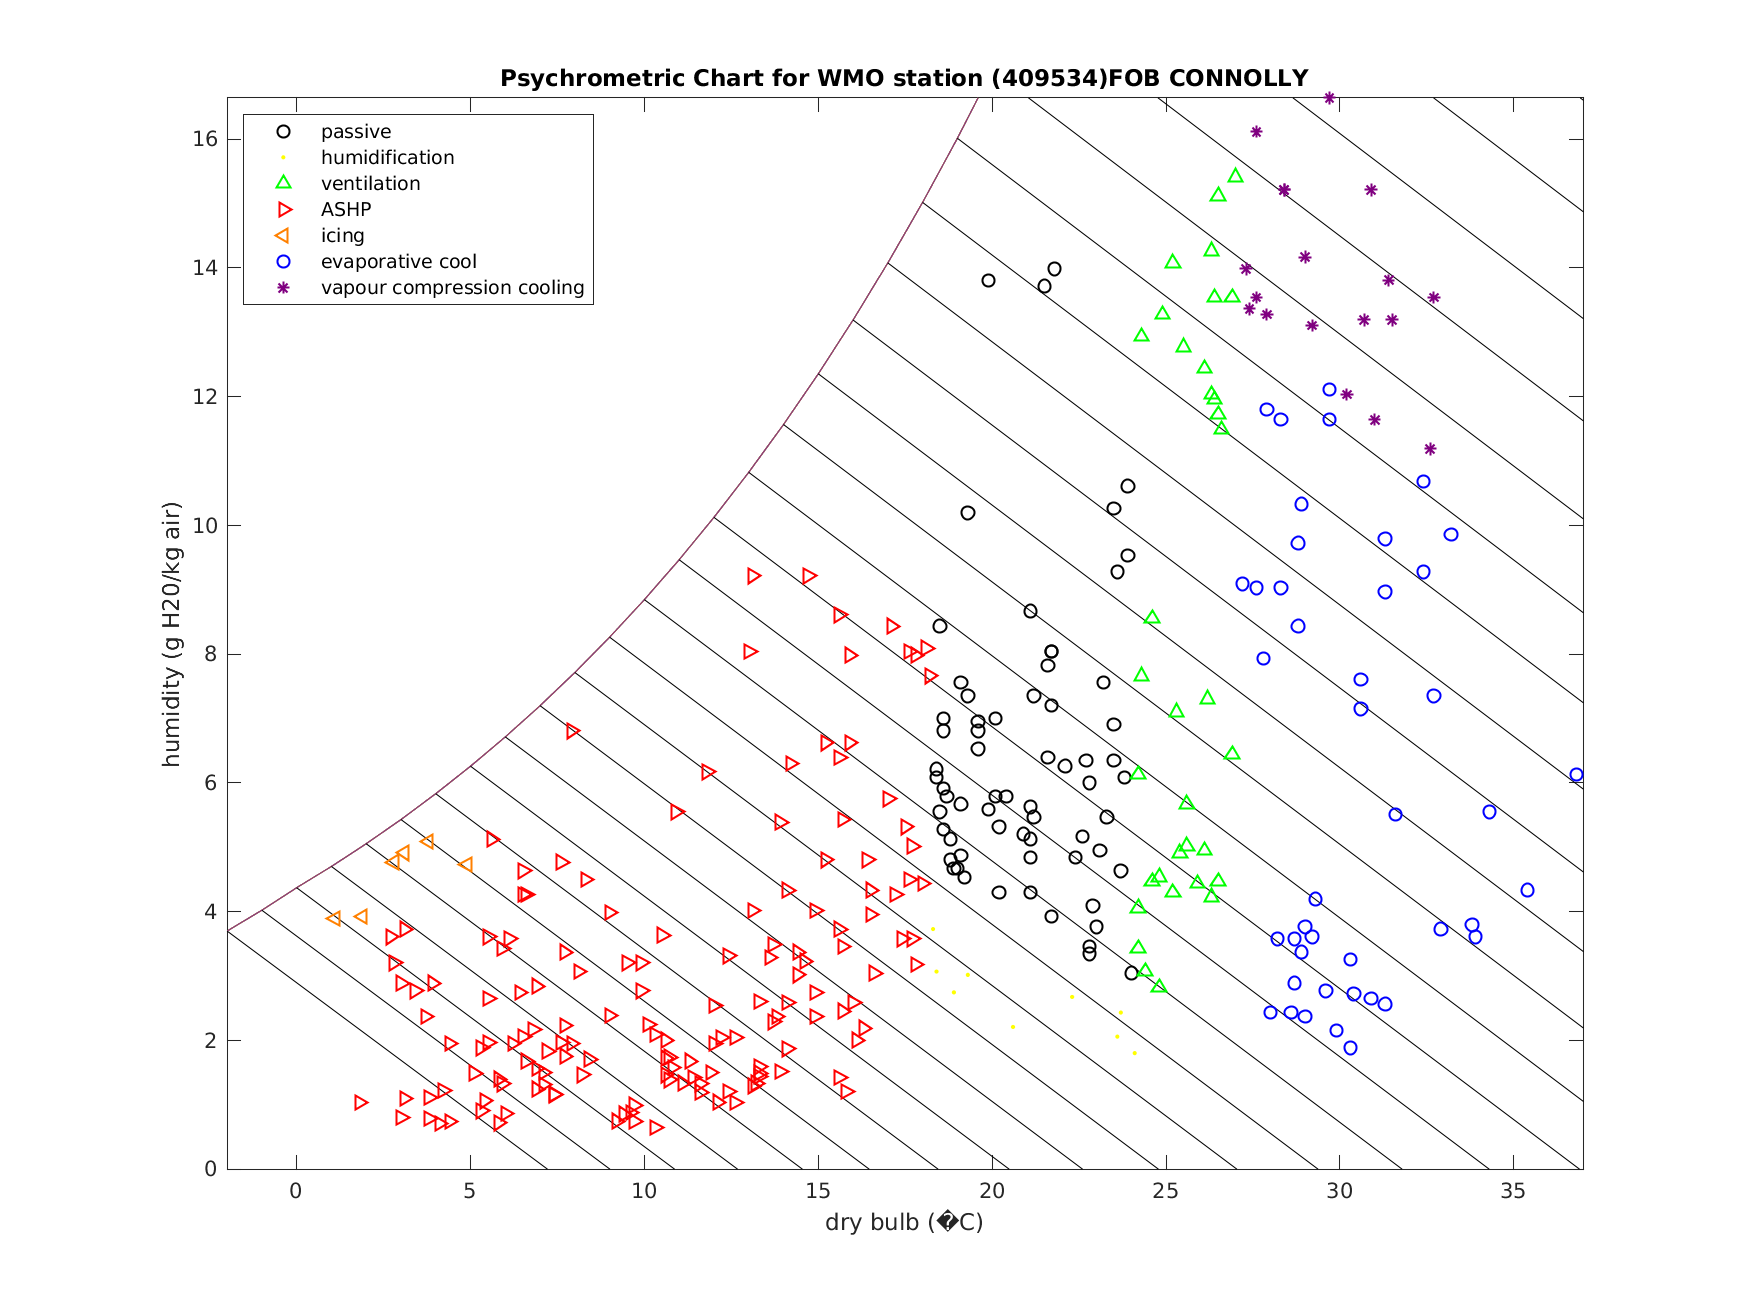 Psychrometric Chart for WMO station (409534)FOB CONNOLLY
passive
humidification
ventilation
ASHP
icing
evaporative cool
vapour compression cooling
humidity (g H20/kg air)
16
14
12
10
8
6
4
2
0
0 5 10 15 20 25 30 35
dry bulb (�C)